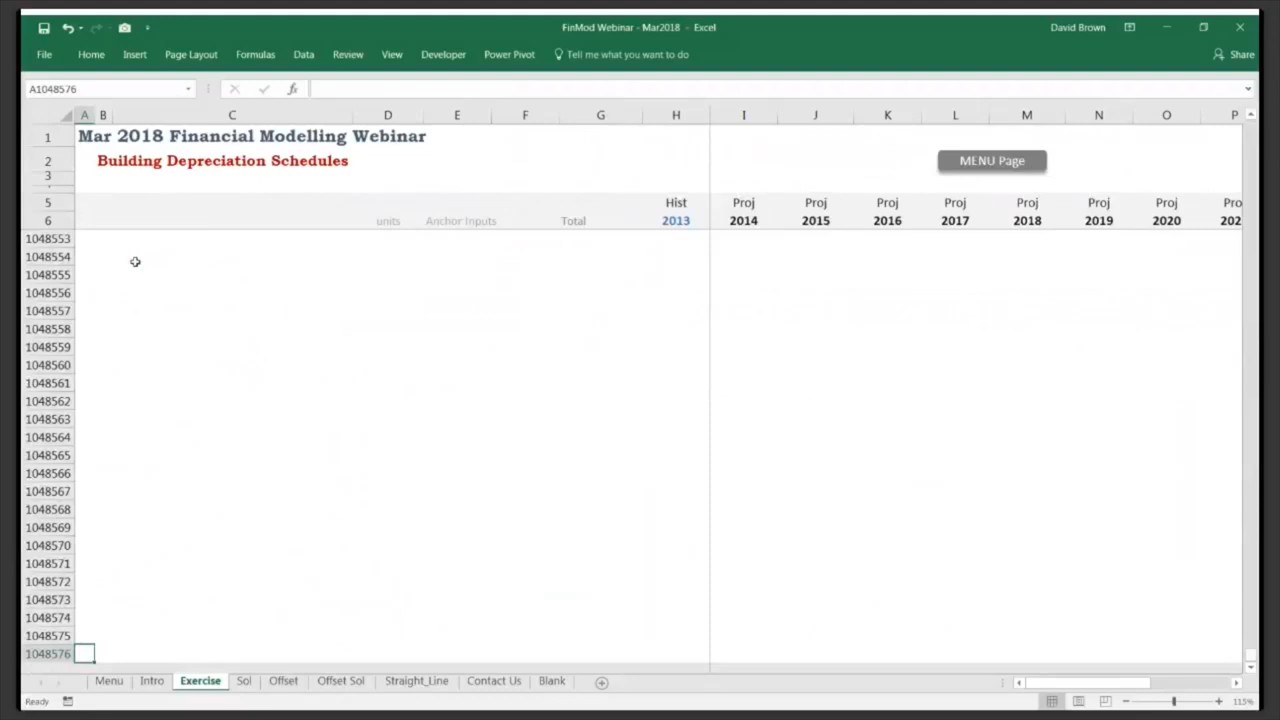 FinMod Webinar - Mar2018 - Excel
David Brown
File Home Insert Page Layout Formulas Data Review View Developer Power Pivot Tell me what you want to do Share
A1048576 fx
A B C D E F G H I J K L M N O P
1 Mar 2018 Financial Modelling Webinar
2 Building Depreciation Schedules MENU Page
3
5 Hist Proj Proj Proj Proj Proj Proj Proj Pro
6 units Anchor Inputs Total 2013 2014 2015 2016 2017 2018 2019 2020 202
1048553
1048554
1048555
1048556
1048557
1048558
1048559
1048560
1048561
1048562
1048563
1048564
1048565
1048566
1048567
1048568
1048569
1048570
1048571
1048572
1048573
1048574
1048575
1048576
Menu Intro Exercise Sol Offset Offset Sol Straight_Line Contact Us Blank
Ready 115%